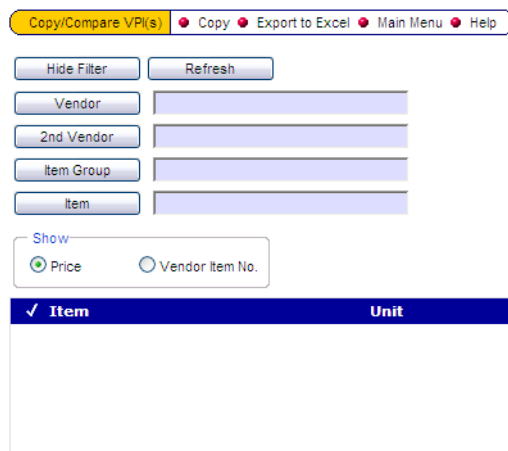 Copy/Compare VPI(s) Copy Export to Excel Main Menu Help
Hide Filter Refresh
Vendor
2nd Vendor
Item Group
Item
Show
Price Vendor Item No.
✓ Item Unit